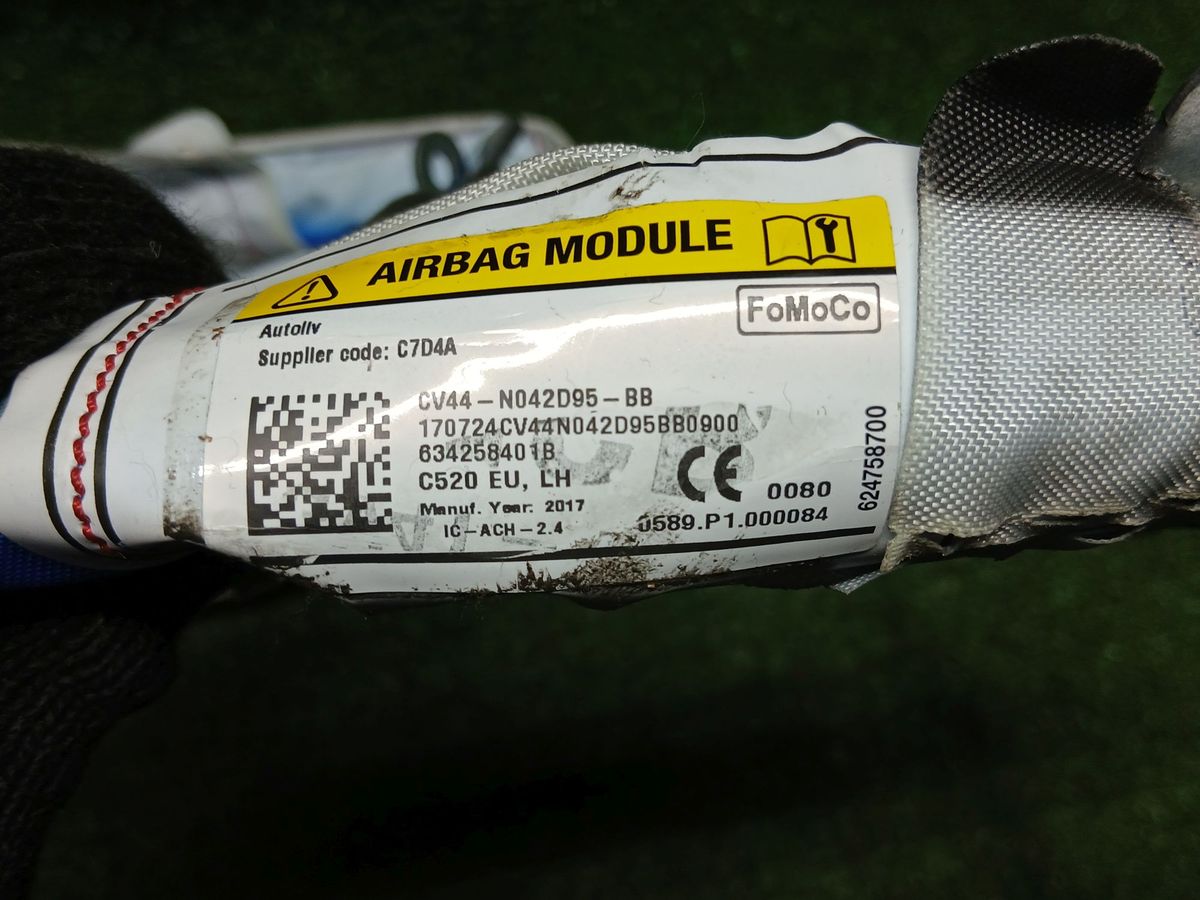 AIRBAG MODULE
FoMoCo
Autoliv
Supplier code: C7D4A
CV44-N042D95-BB
170724CV44N042D95BB0900
634258401B
C520 EU, LH
CE 0080
Manuf. Year: 2017
IC-ACH-2.4
0589.P1.000084
624758700